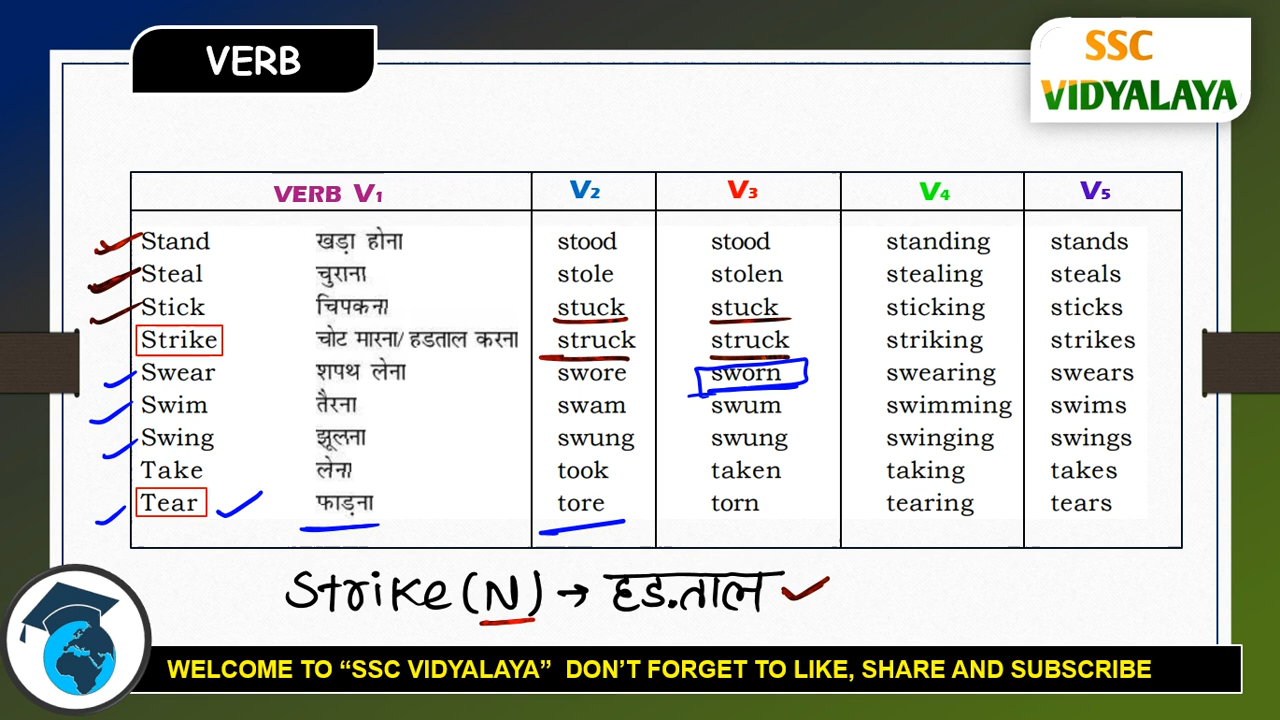 VERB
SSC
VIDYALAYA
VERB V1 V2 V3 V4 V5
Stand खड़ा होना stood stood standing stands
Steal चुराना stole stolen stealing steals
Stick चिपकना stuck stuck sticking sticks
Strike चोट मारना/ हडताल करना struck struck striking strikes
Swear शपथ लेना swore sworn swearing swears
Swim तैरना swam swum swimming swims
Swing झूलना swung swung swinging swings
Take लेना took taken taking takes
Tear फाड़ना tore torn tearing tears
Strike (N) → हड़ताल
WELCOME TO “SSC VIDYALAYA” DON’T FORGET TO LIKE, SHARE AND SUBSCRIBE